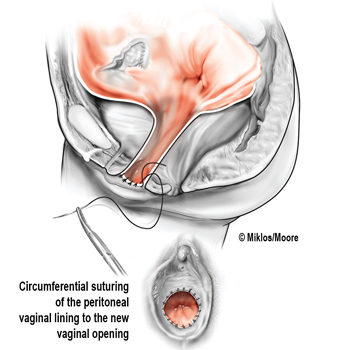 © Miklos/Moore
Circumferential suturing
of the peritoneal
vaginal lining to the new
vaginal opening